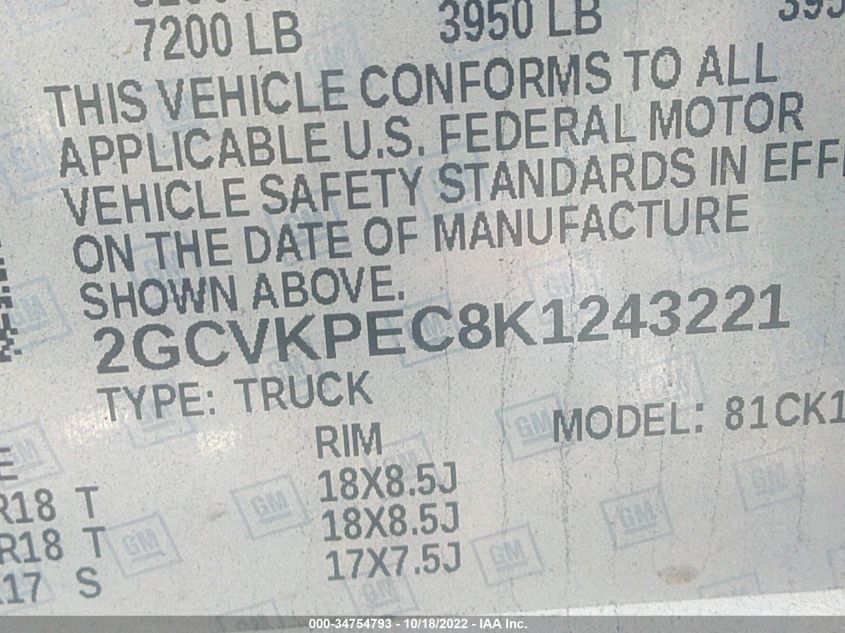 7200 LB 3950 LB
THIS VEHICLE CONFORMS TO ALL
APPLICABLE U.S. FEDERAL MOTOR
VEHICLE SAFETY STANDARDS IN EFF
ON THE DATE OF MANUFACTURE
SHOWN ABOVE.
2GCVKPEC8K1243221
TYPE: TRUCK
MODEL: 81CK1
RIM
R18 T 18X8.5J
R18 T 18X8.5J
17 S 17X7.5J
000-34754793 - 10/18/2022 - IAA Inc.